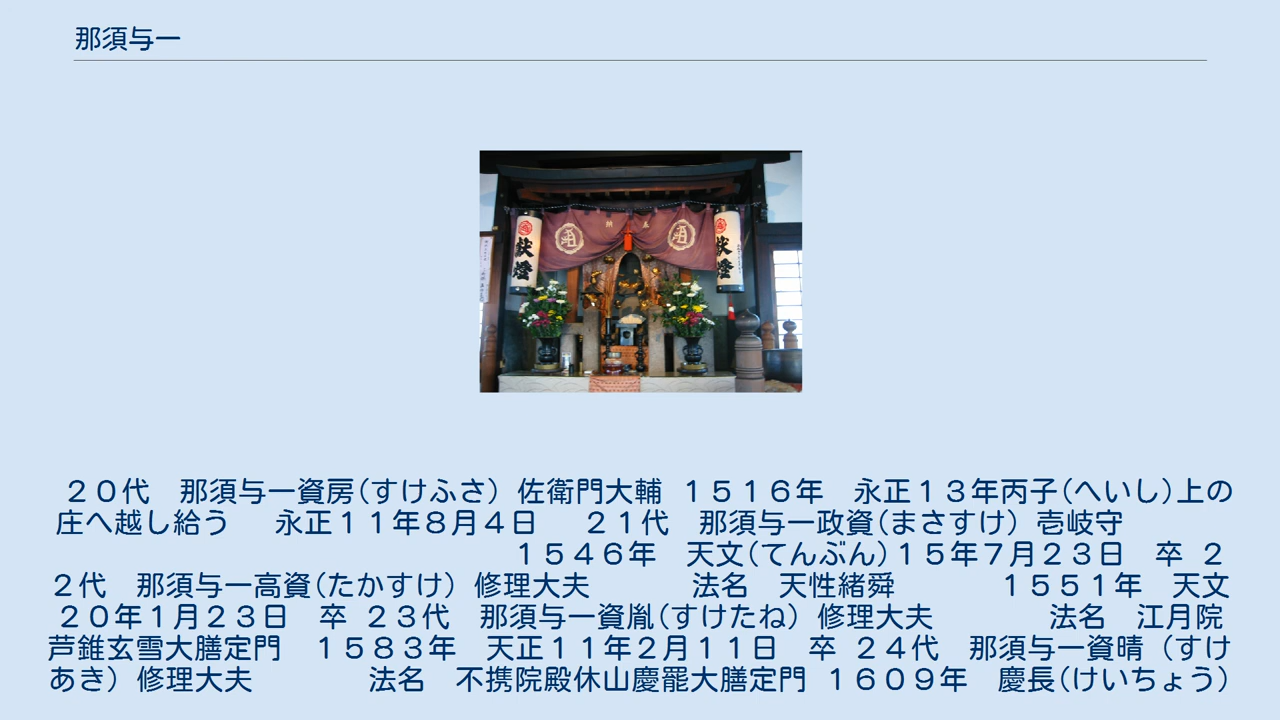 那須与一
献燈
献燈
２０代　那須与一資房(すけふさ) 佐衛門大輔 １５１６年　永正１３年丙子(へいし)上の
庄へ越し給う　 永正１１年８月４日　 ２１代　那須与一政資(まさすけ) 壱岐守
１５４６年　天文(てんぶん)１５年７月２３日　卒 ２
２代　那須与一高資(たかすけ) 修理大夫　　　 法名　天性緒舜　　　 １５５１年　天文
２０年１月２３日　卒 ２３代　那須与一資胤(すけたね) 修理大夫　　　　法名　江月院
芦錐玄雪大膳定門　１５８３年　天正１１年２月１１日　卒 ２４代　那須与一資晴 (すけ
あき) 修理大夫　　　　法名　不携院殿休山慶罷大膳定門 １６０９年　慶長(けいちょう)